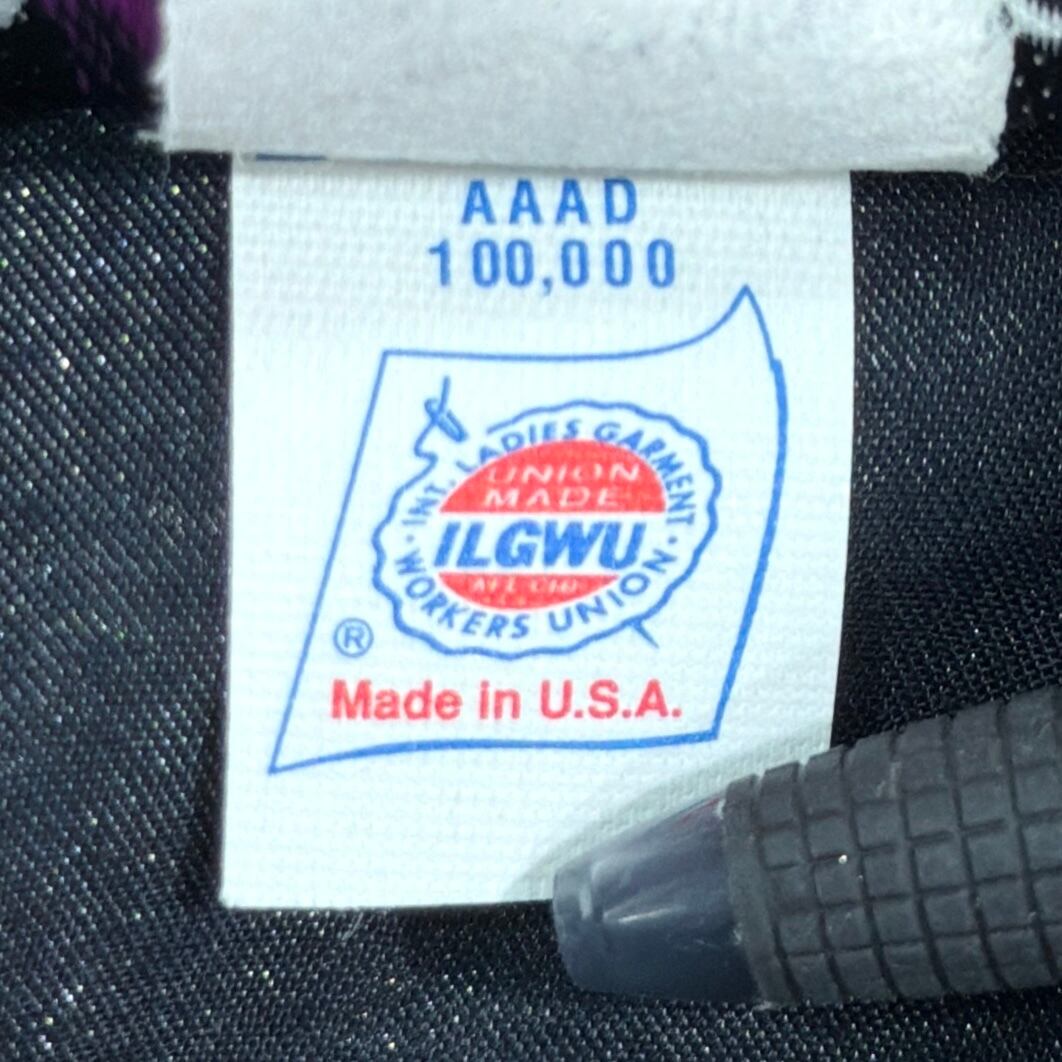 AAAD
100,000
INT. LADIES GARMENT
UNION
MADE
ILGWU
AFL CIO
· WORKERS UNION ·
®
Made in U.S.A.